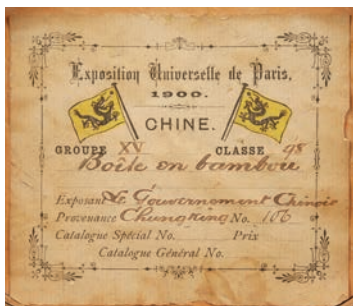 Exposition Universelle de Paris,
1900.
CHINE.
GROUPE XV CLASSE 98
Boîte en bambou
Exposant Le Gouvernement Chinois
Provenance Chungking No. 106
Catalogue Spécial No. Prix
Catalogue Général No.